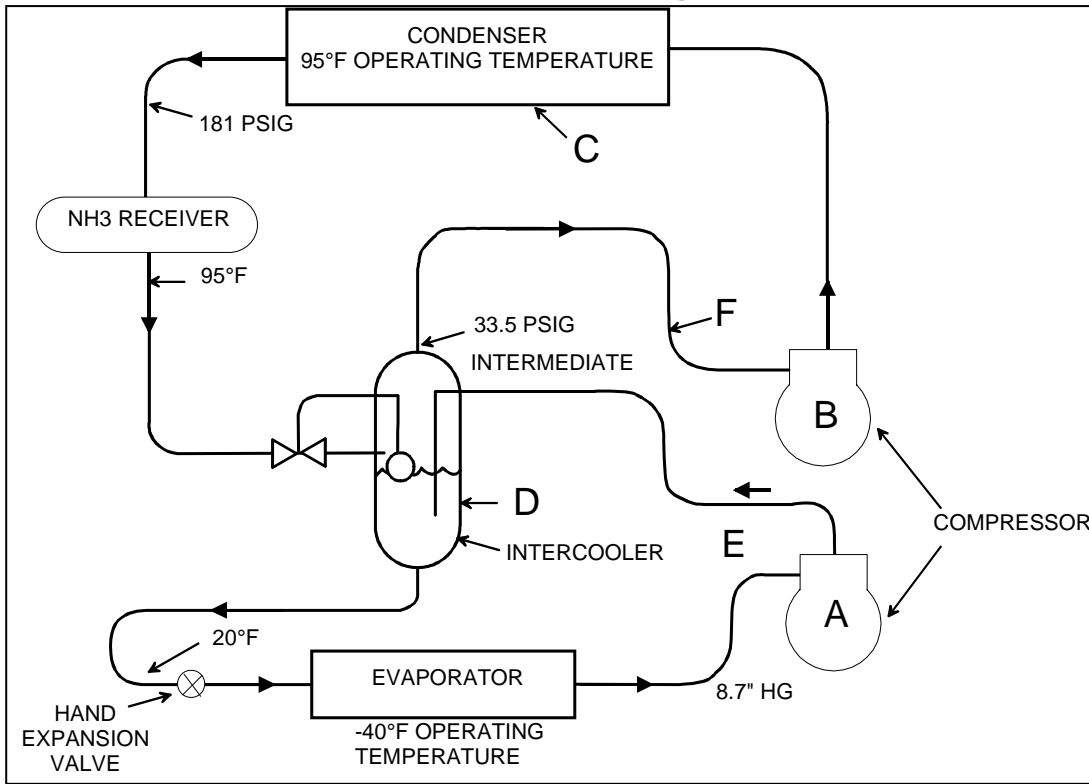 CONDENSER
95°F OPERATING TEMPERATURE
181 PSIG
C
NH3 RECEIVER
95°F
33.5 PSIG
INTERMEDIATE
F
B
D
INTERCOOLER
E
COMPRESSOR
A
20°F
EVAPORATOR
8.7" HG
HAND
EXPANSION
VALVE
-40°F OPERATING
TEMPERATURE